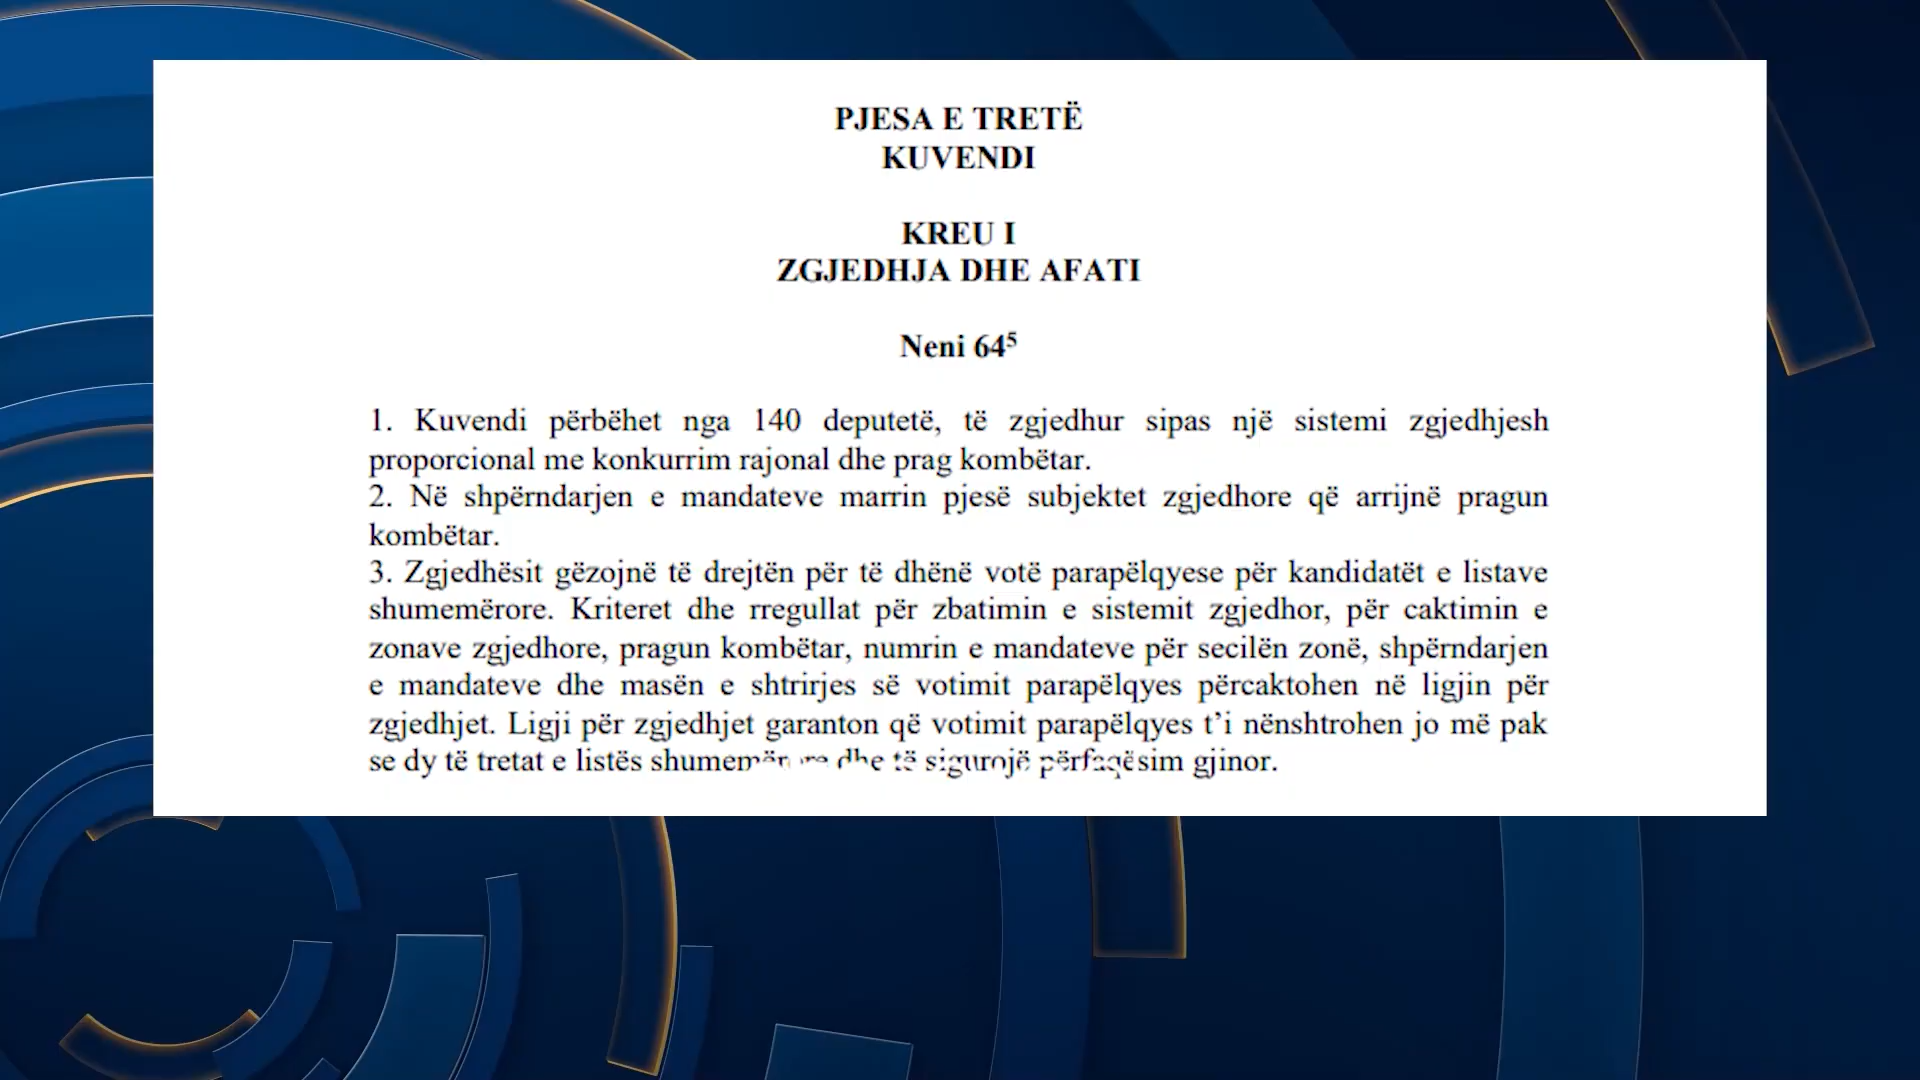 PJESA E TRETË
KUVENDI
KREU I
ZGJEDHJA DHE AFATI
Neni 64⁵
1. Kuvendi përbëhet nga 140 deputetë, të zgjedhur sipas një sistemi zgjedhjesh
proporcional me konkurrim rajonal dhe prag kombëtar.
2. Në shpërndarjen e mandateve marrin pjesë subjektet zgjedhore që arrijnë pragun
kombëtar.
3. Zgjedhësit gëzojnë të drejtën për të dhënë votë parapëlqyese për kandidatët e listave
shumemërore. Kriteret dhe rregullat për zbatimin e sistemit zgjedhor, për caktimin e
zonave zgjedhore, pragun kombëtar, numrin e mandateve për secilën zonë, shpërndarjen
e mandateve dhe masën e shtrirjes së votimit parapëlqyes përcaktohen në ligjin për
zgjedhjet. Ligji për zgjedhjet garanton që votimit parapëlqyes t’i nënshtrohen jo më pak
se dy të tretat e listës shumemërore dhe të sigurojë përfaqësim gjinor.